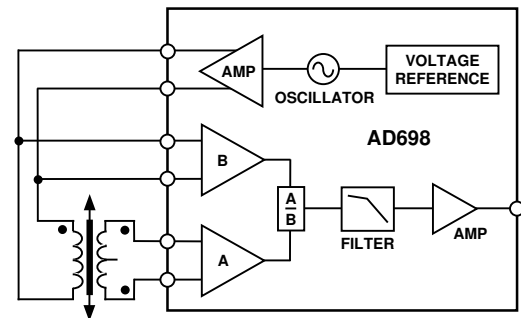 AMP
OSCILLATOR
VOLTAGE
REFERENCE
AD698
B
A
B
A
FILTER
AMP